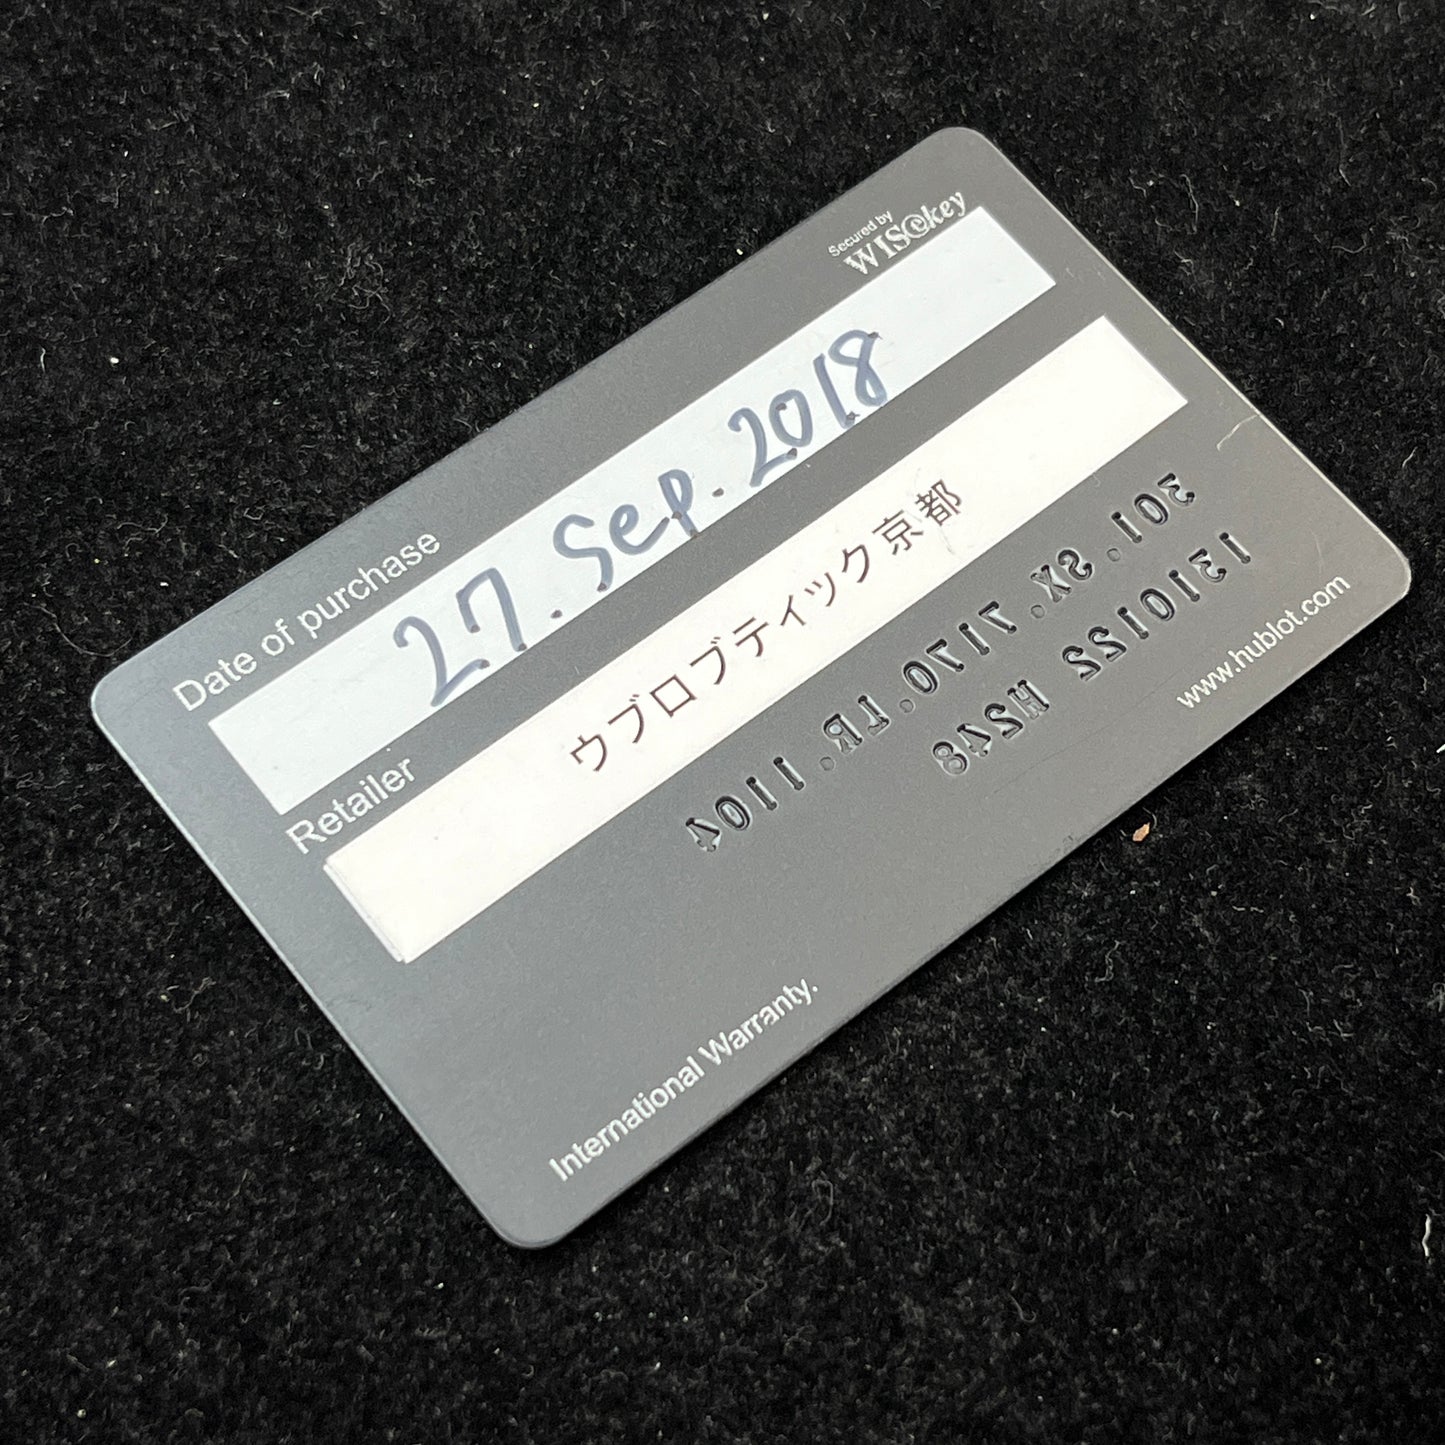 Secured by
WISekey
Date of purchase
27. Sep. 2018
Retailer
ウブロブティック京都
301.SX.7170.LR.1104
1310122 H248
www.hublot.com
International Warranty.